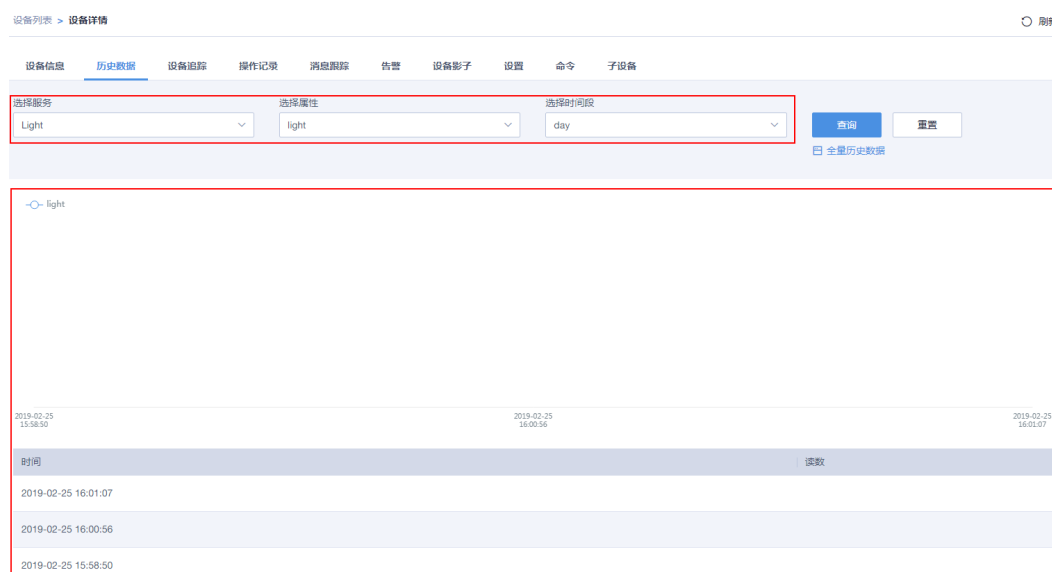 设备列表 > 设备详情
设备信息 历史数据 设备追踪 操作记录 消息跟踪 告警 设备影子 设置 命令 子设备
选择服务 选择属性 选择时间段
Light light day 查询 重置
全量历史数据
light
2019-02-25 2019-02-25 2019-02-25
15:58:50 16:00:56 16:01:07
时间 读数
2019-02-25 16:01:07
2019-02-25 16:00:56
2019-02-25 15:58:50